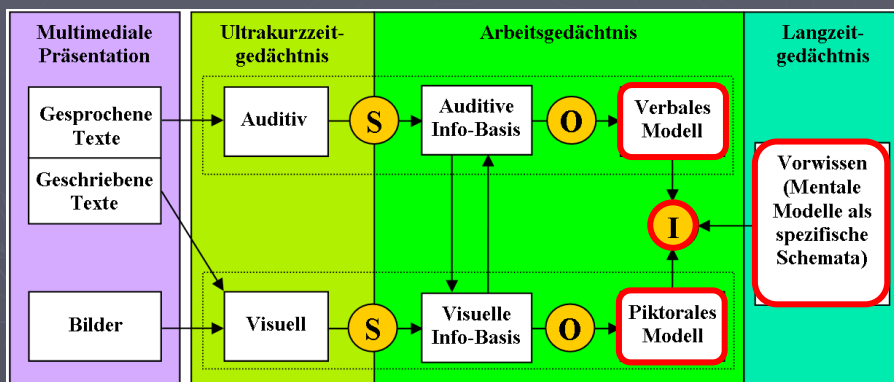 Multimediale
Präsentation
Ultrakurzzeit-
gedächtnis
Arbeitsgedächtnis
Langzeit-
gedächtnis
Gesprochene
Texte
Auditiv
S
Auditive
Info-Basis
O
Verbales
Modell
Geschriebene
Texte
I
Vorwissen
(Mentale
Modelle als
spezifische
Schemata)
Bilder
Visuell
S
Visuelle
Info-Basis
O
Piktorales
Modell